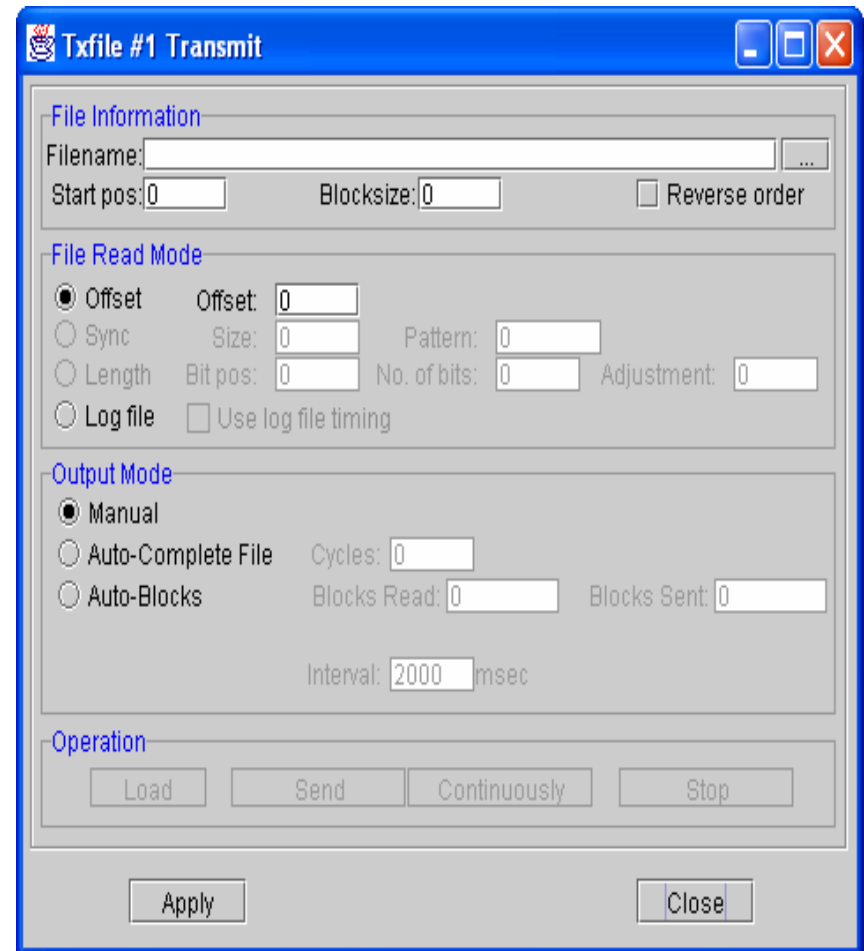 Txfile #1 Transmit
File Information
Filename: ...
Start pos: 0 Blocksize: 0 Reverse order
File Read Mode
Offset Offset: 0
Sync Size: 0 Pattern: 0
Length Bit pos: 0 No. of bits: 0 Adjustment: 0
Log file Use log file timing
Output Mode
Manual
Auto-Complete File Cycles: 0
Auto-Blocks Blocks Read: 0 Blocks Sent: 0
Interval: 2000 msec
Operation
Load Send Continuously Stop
Apply Close